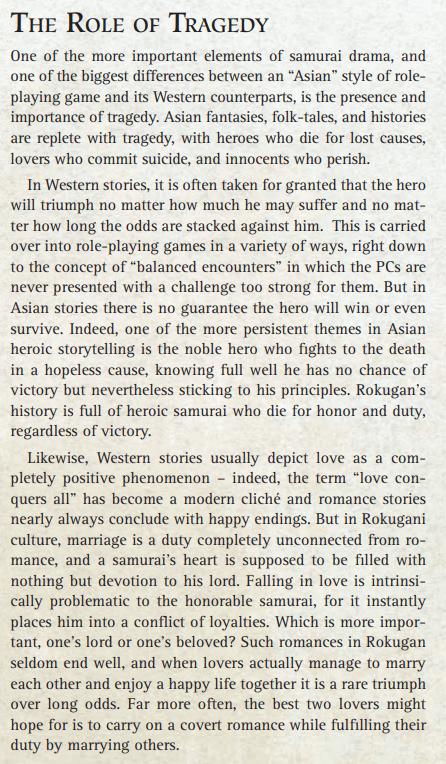 THE ROLE OF TRAGEDY
One of the more important elements of samurai drama, and
one of the biggest differences between an “Asian” style of role-
playing game and its Western counterparts, is the presence and
importance of tragedy. Asian fantasies, folk-tales, and histories
are replete with tragedy, with heroes who die for lost causes,
lovers who commit suicide, and innocents who perish.
In Western stories, it is often taken for granted that the hero
will triumph no matter how much he may suffer and no mat-
ter how long the odds are stacked against him. This is carried
over into role-playing games in a variety of ways, right down
to the concept of “balanced encounters” in which the PCs are
never presented with a challenge too strong for them. But in
Asian stories there is no guarantee the hero will win or even
survive. Indeed, one of the more persistent themes in Asian
heroic storytelling is the noble hero who fights to the death
in a hopeless cause, knowing full well he has no chance of
victory but nevertheless sticking to his principles. Rokugan’s
history is full of heroic samurai who die for honor and duty,
regardless of victory.
Likewise, Western stories usually depict love as a com-
pletely positive phenomenon – indeed, the term “love con-
quers all” has become a modern cliché and romance stories
nearly always conclude with happy endings. But in Rokugani
culture, marriage is a duty completely unconnected from ro-
mance, and a samurai’s heart is supposed to be filled with
nothing but devotion to his lord. Falling in love is intrinsi-
cally problematic to the honorable samurai, for it instantly
places him into a conflict of loyalties. Which is more impor-
tant, one’s lord or one’s beloved? Such romances in Rokugan
seldom end well, and when lovers actually manage to marry
each other and enjoy a happy life together it is a rare triumph
over long odds. Far more often, the best two lovers might
hope for is to carry on a covert romance while fulfilling their
duty by marrying others.